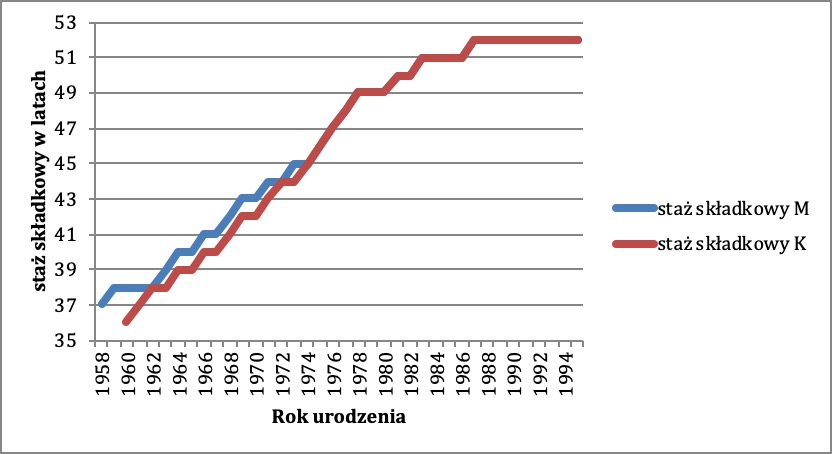 53
51
49
47
45
43
41
39
37
35
staż składkowy w latach
1958 1960 1962 1964 1966 1968 1970 1972 1974 1976 1978 1980 1982 1984 1986 1988 1990 1992 1994
Rok urodzenia
staż składkowy M
staż składkowy K